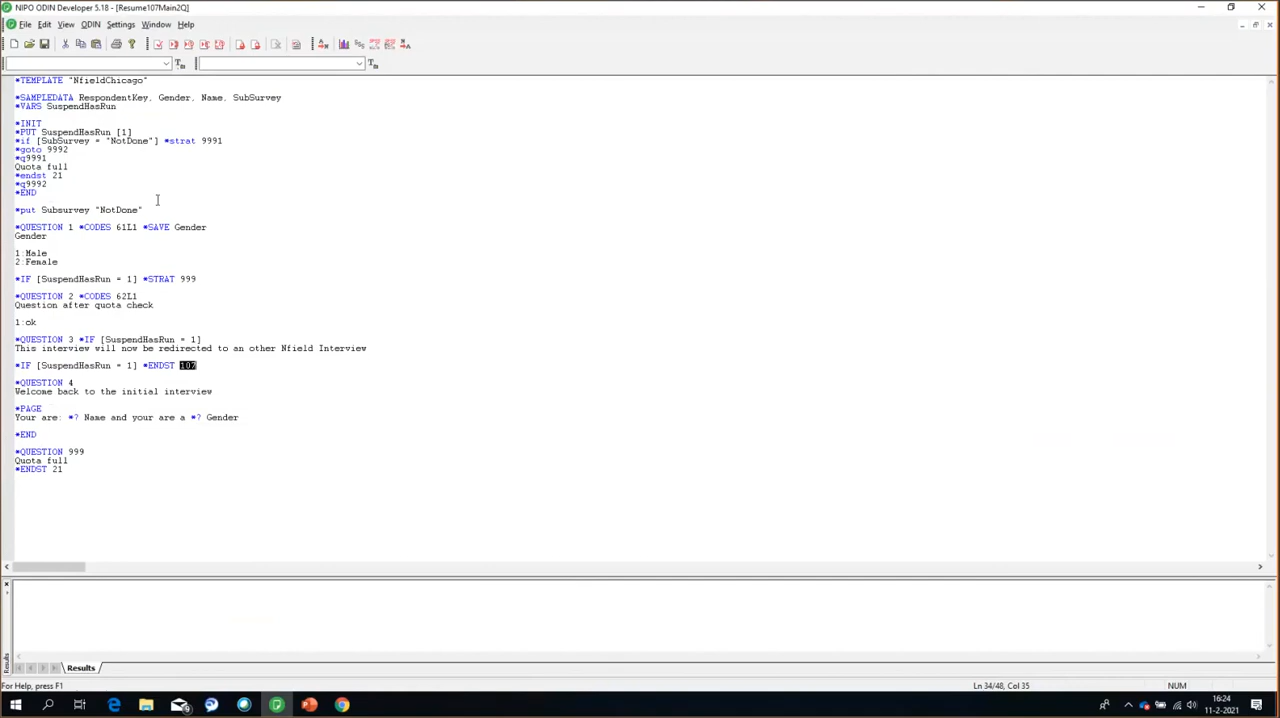 NIPO ODIN Developer 5.18 - [Resume107Main2Q]
File Edit View ODIN Settings Window Help
*TEMPLATE "NfieldChicago"
*SAMPLEDATA RespondentKey, Gender, Name, SubSurvey
*VARS SuspendHasRun
*INIT
*PUT SuspendHasRun [1]
*if [SubSurvey = "NotDone"] *strat 9991
*goto 9992
*q9991
Quota full
*endst 21
*q9992
*END
*put Subsurvey "NotDone"
*QUESTION 1 *CODES 61L1 *SAVE Gender
Gender
1:Male
2:Female
*IF [SuspendHasRun = 1] *STRAT 999
*QUESTION 2 *CODES 62L1
Question after quota check
1:ok
*QUESTION 3 *IF [SuspendHasRun = 1]
This interview will now be redirected to an other Nfield Interview
*IF [SuspendHasRun = 1] *ENDST 107
*QUESTION 4
Welcome back to the initial interview
*PAGE
Your are: *? Name and your are a *? Gender
*END
*QUESTION 999
Quota full
*ENDST 21
Results
Results
For Help, press F1
Ln 34/48, Col 35
NUM
16:24
11-2-2021